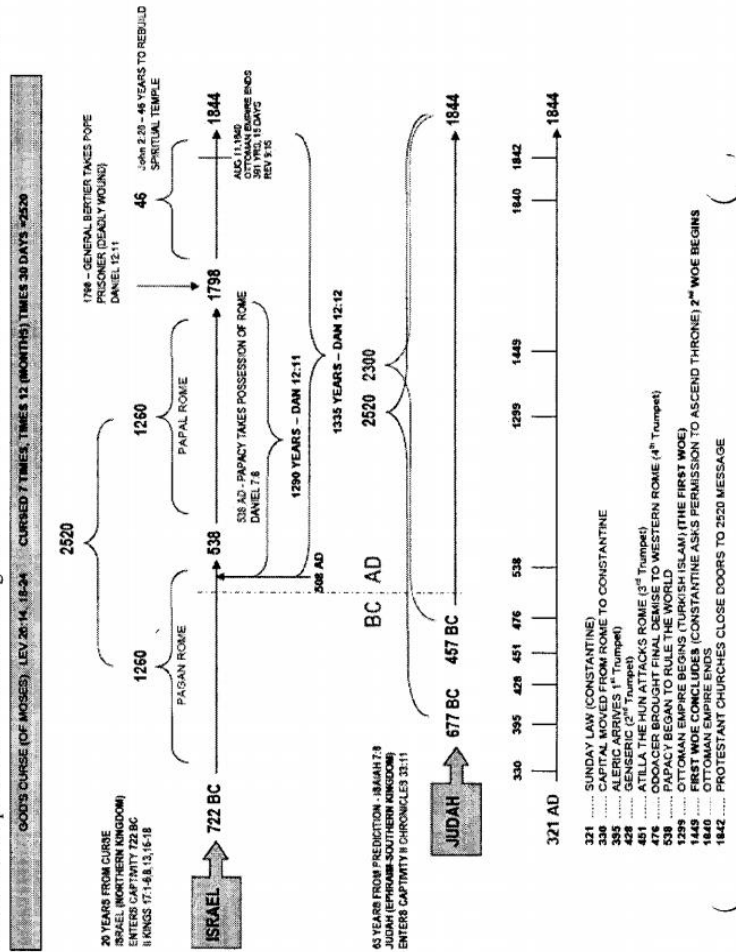 GOD'S CURSE (OF MOSES) LEV 26:14, 18-24 CURSED 7 TIMES, TIMES 12 (MONTHS) TIMES 30 DAYS =2520
2520
1260
1260
46
PAGAN ROME
PAPAL ROME
1798 – GENERAL BERTIER TAKES POPE
PRISONER (DEADLY WOUND)
DANIEL 12:11
John 2:20 – 46 YEARS TO REBUILD
SPIRITUAL TEMPLE
20 YEARS FROM CURSE
ISRAEL (NORTHERN KINGDOM)
ENTERS CAPTIVITY 722 BC
II KINGS 17:1-6,8,13,16-18
ISRAEL
722 BC
538
1798
1844
508 AD
538 AD - PAPACY TAKES POSSESSION OF ROME
DANIEL 7:8
AUG 11,1840
OTTOMAN EMPIRE ENDS
391 YRS, 15 DAYS
REV 9:15
1290 YEARS – DAN 12:11
1335 YEARS – DAN 12:12
65 YEARS FROM PREDICTION - ISAIAH 7:8
JUDAH (EPHRAIM-SOUTHERN KINGDOM)
ENTERS CAPTIVITY II CHRONICLES 33:11
BC AD
2520 2300
JUDAH
677 BC
457 BC
1844
321 AD
330
395
428
451
476
538
1299
1449
1840
1842
1844
321 ...... SUNDAY LAW (CONSTANTINE)
330 ...... CAPITAL MOVED FROM ROME TO CONSTANTINE
395 ...... ALERIC ARRIVES 1st Trumpet)
428 ...... GENSERIC (2nd Trumpet)
451 ...... ATILLA THE HUN ATTACKS ROME (3rd Trumpet)
476 ...... ODOACER BROUGHT FINAL DEMISE TO WESTERN ROME (4th Trumpet)
538 ...... PAPACY BEGAN TO RULE THE WORLD
1299 ...... OTTOMAN EMPIRE BEGINS (TURKISH ISLAM) (THE FIRST WOE)
1449 ...... FIRST WOE CONCLUDES (CONSTANTINE ASKS PERMISSION TO ASCEND THRONE) 2nd WOE BEGINS
1840 ...... OTTOMAN EMPIRE ENDS
1842 ...... PROTESTANT CHURCHES CLOSE DOORS TO 2520 MESSAGE